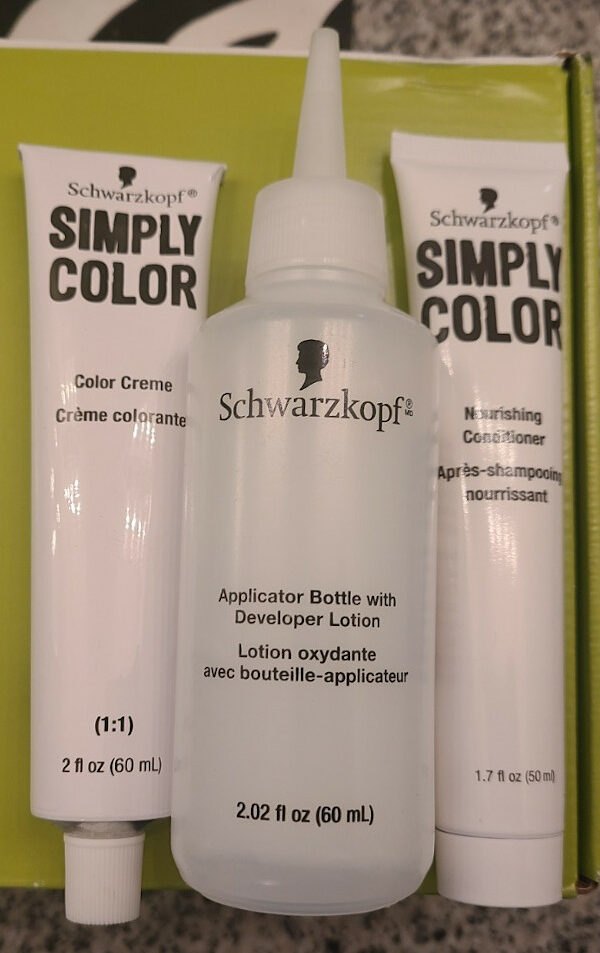 Schwarzkopf®
SIMPLY
COLOR
Color Creme
Crème colorante
(1:1)
2 fl oz (60 mL)
Schwarzkopf® MD
Applicator Bottle with
Developer Lotion
Lotion oxydante
avec bouteille-applicateur
2.02 fl oz (60 mL)
Schwarzkopf®
SIMPLY
COLOR
Nourishing
Conditioner
Après-shampooing
nourrissant
1.7 fl oz (50 ml)